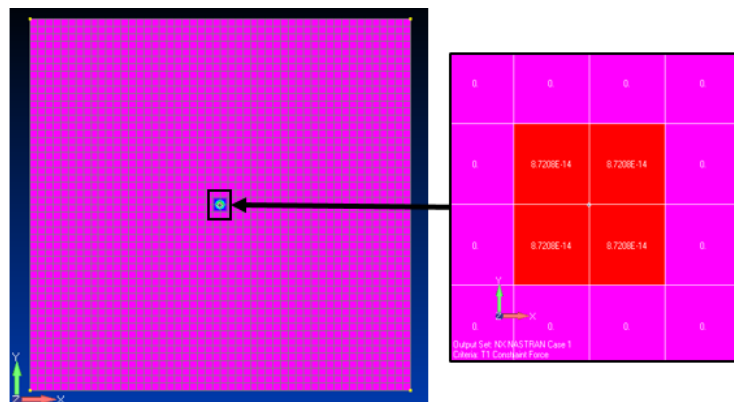 0. 0. 0. 0.
0. 8.7208E-14 8.7208E-14 0.
0. 8.7208E-14 8.7208E-14 0.
Y
X
Z
0. 0. 0. 0.
Output Set: NX NASTRAN Case 1
Criteria: T1 Constraint Force
Y
Z X